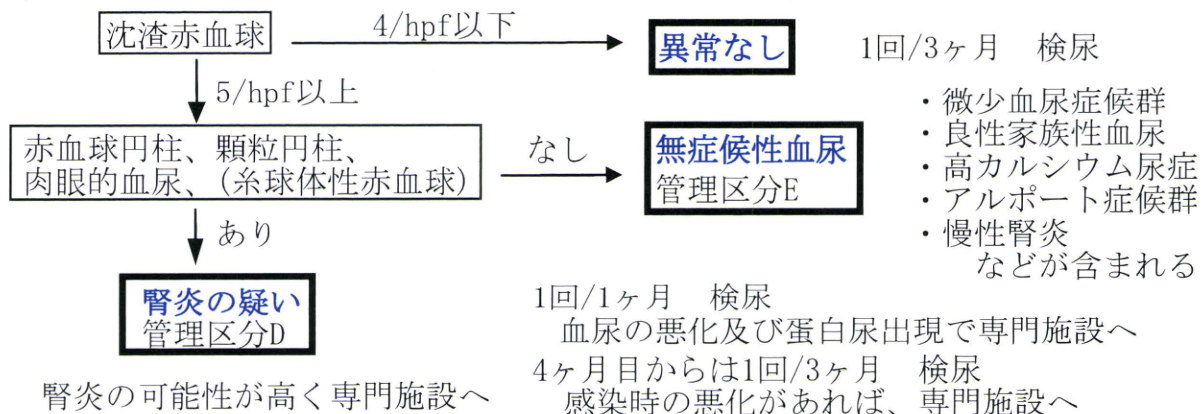 沈渣赤血球
4/hpf以下
異常なし
1回/3ヶ月 検尿
5/hpf以上
赤血球円柱、顆粒円柱、
肉眼的血尿、(糸球体性赤血球)
なし
無症候性血尿
管理区分E
・微少血尿症候群
・良性家族性血尿
・高カルシウム尿症
・アルポート症候群
・慢性腎炎
などが含まれる
あり
腎炎の疑い
管理区分D
腎炎の可能性が高く専門施設へ
1回/1ヶ月 検尿
血尿の悪化及び蛋白尿出現で専門施設へ
4ヶ月目からは1回/3ヶ月 検尿
感染時の悪化があれば、専門施設へ